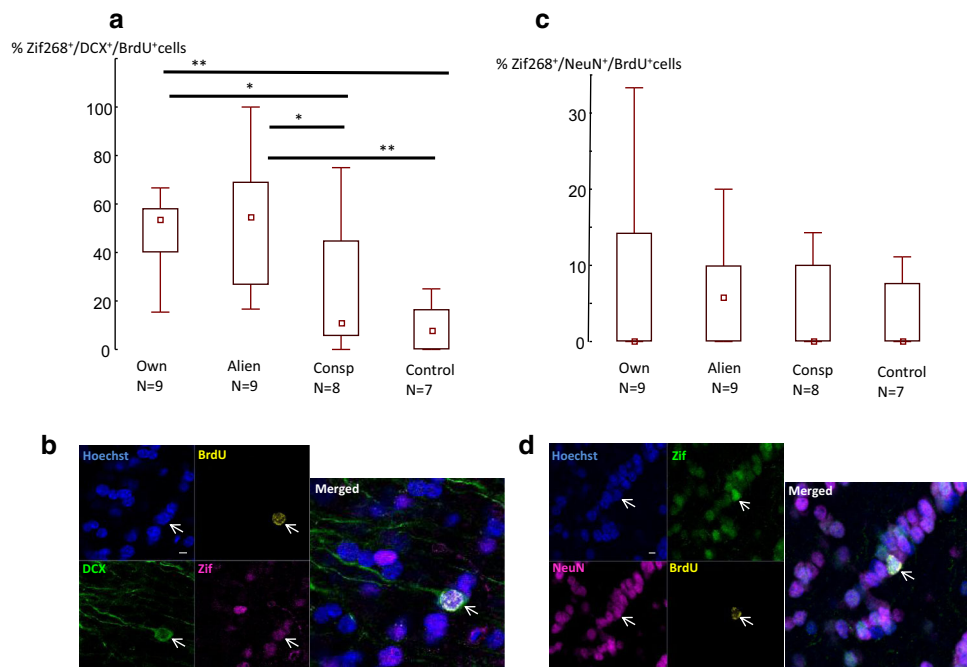 a
% Zif268⁺/DCX⁺/BrdU⁺cells
**
*
*
**
100
80
60
40
20
0
Own Alien Consp Control
N=9 N=9 N=8 N=7
c
% Zif268⁺/NeuN⁺/BrdU⁺cells
30
20
10
0
Own Alien Consp Control
N=9 N=9 N=8 N=7
b
Hoechst BrdU
Merged
DCX Zif
d
Hoechst Zif
Merged
NeuN BrdU